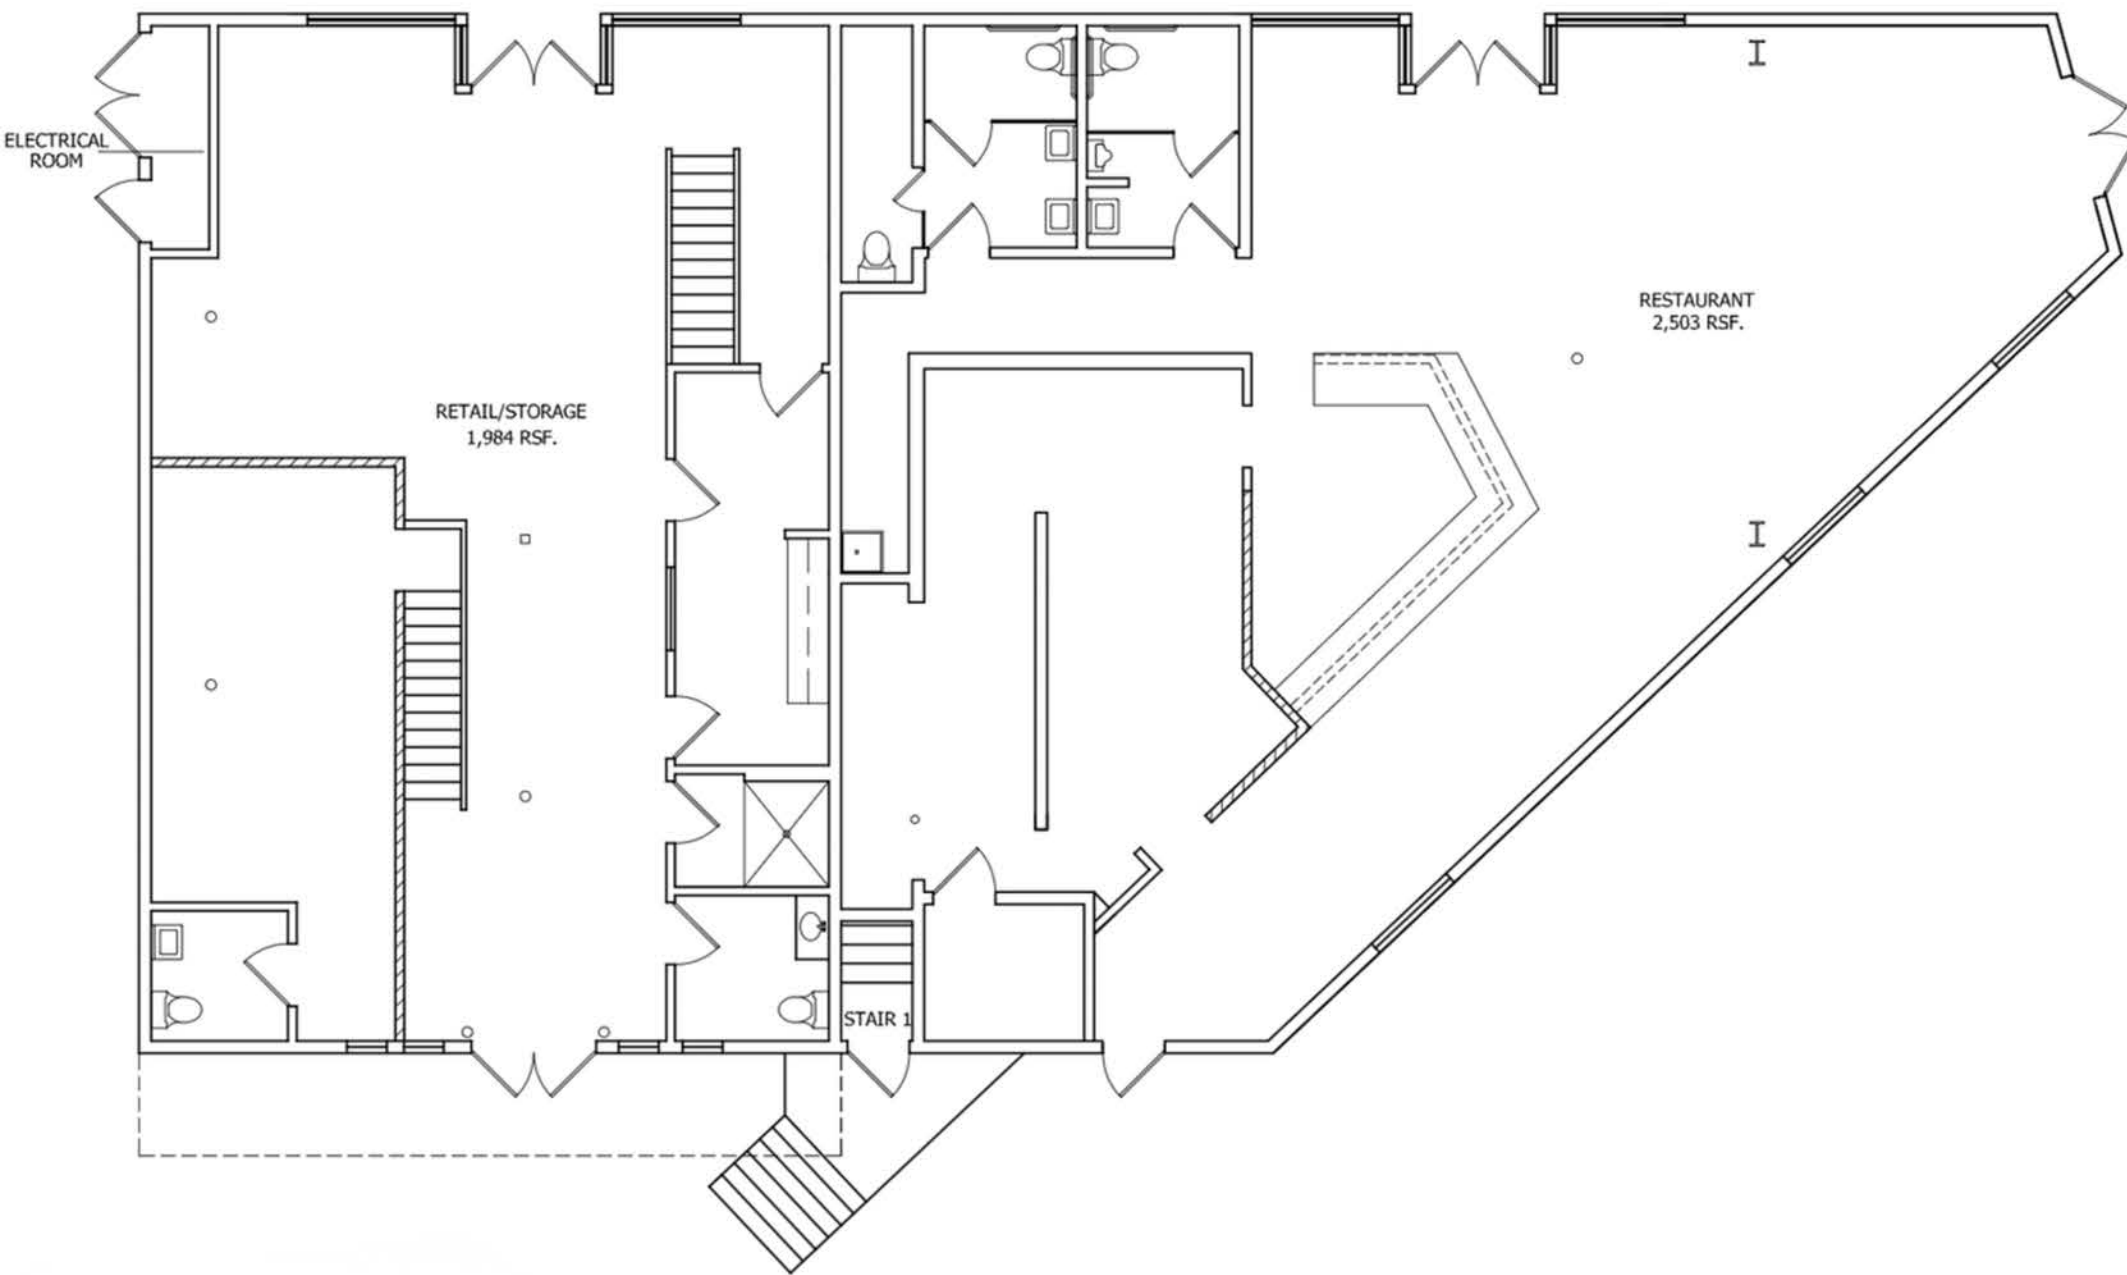 ELECTRICAL
ROOM
RETAIL/STORAGE
1,984 RSF.
RESTAURANT
2,503 RSF.
STAIR 1